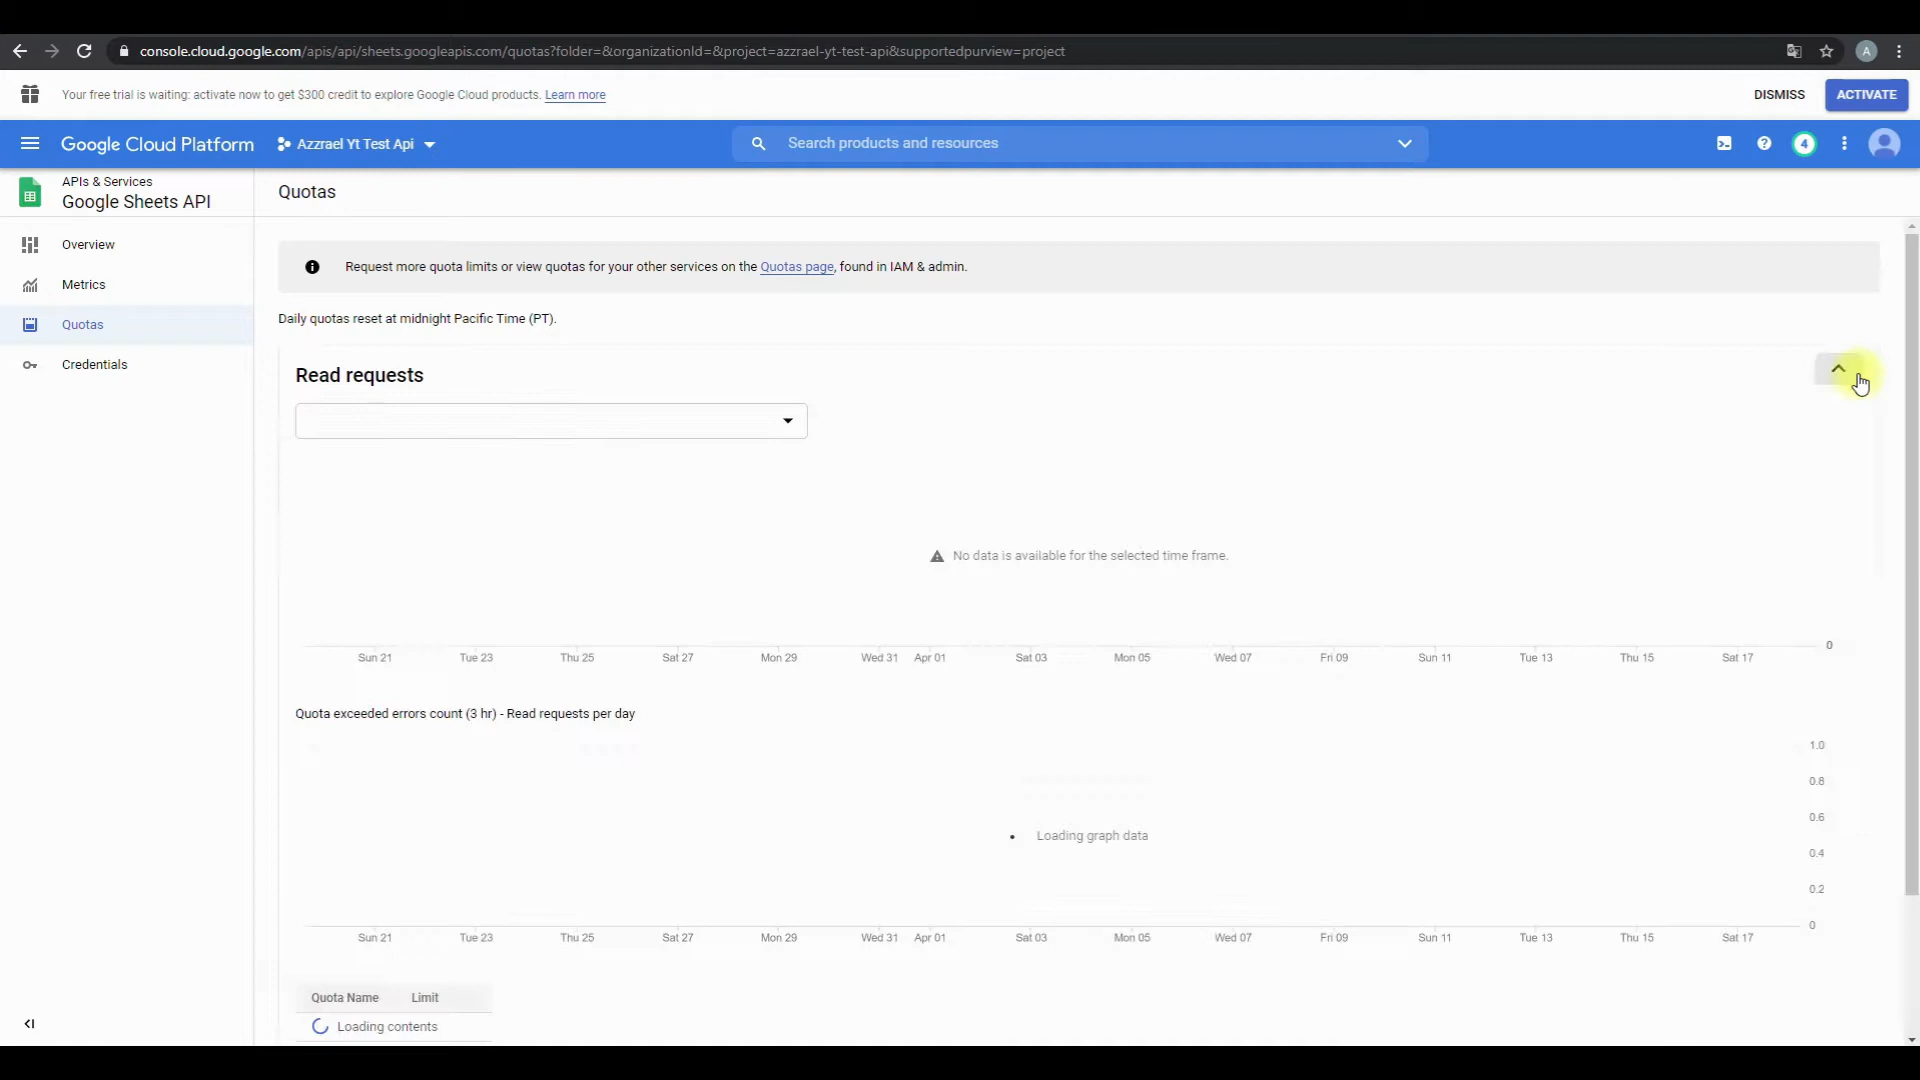 console.cloud.google.com/apis/api/sheets.googleapis.com/quotas?folder=&organizationId=&project=azzrael-yt-test-api&supportedpurview=project
A
Your free trial is waiting: activate now to get $300 credit to explore Google Cloud products. Learn more
DISMISS
ACTIVATE
Google Cloud Platform
Azzrael Yt Test Api
Search products and resources
4
APIs & Services
Google Sheets API
Quotas
Overview
Metrics
Quotas
Credentials
Request more quota limits or view quotas for your other services on the Quotas page, found in IAM & admin.
Daily quotas reset at midnight Pacific Time (PT).
Read requests
No data is available for the selected time frame.
0
Sun 21 Tue 23 Thu 25 Sat 27 Mon 29 Wed 31 Apr 01 Sat 03 Mon 05 Wed 07 Fri 09 Sun 11 Tue 13 Thu 15 Sat 17
Quota exceeded errors count (3 hr) - Read requests per day
1.0
0.8
0.6
Loading graph data
0.4
0.2
0
Sun 21 Tue 23 Thu 25 Sat 27 Mon 29 Wed 31 Apr 01 Sat 03 Mon 05 Wed 07 Fri 09 Sun 11 Tue 13 Thu 15 Sat 17
Quota Name Limit
Loading contents